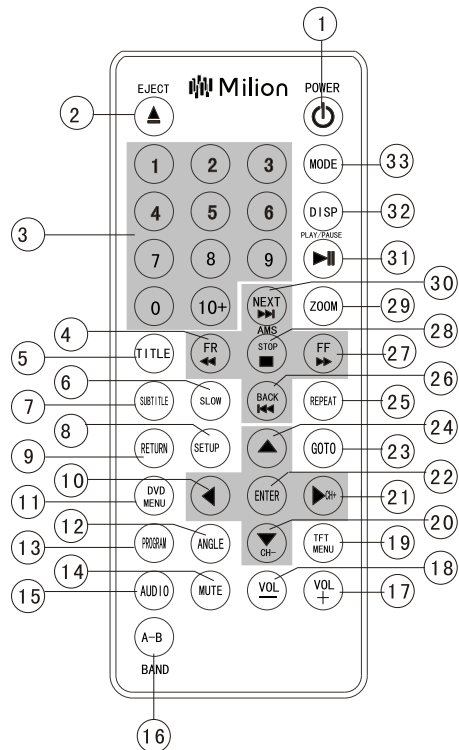 1
EJECT Milion POWER
2
1 2 3 MODE 33
4 5 6 DISP 32
3
PLAY/PAUSE
7 8 9 31
0 10+ NEXT ZOOM 30
29
AMS
4 28
5 TITLE FR STOP FF 27
6 26
7 SUBTITLE SLOW BACK REPEAT 25
8 24
9 RETURN SETUP GOTO 23
10 22
11 DVD MENU ENTER CH+ 21
12 20
13 PROGRAM ANGLE CH- TFT MENU 19
14 18
15 AUDIO MUTE VOL VOL + 17
A-B
BAND
16